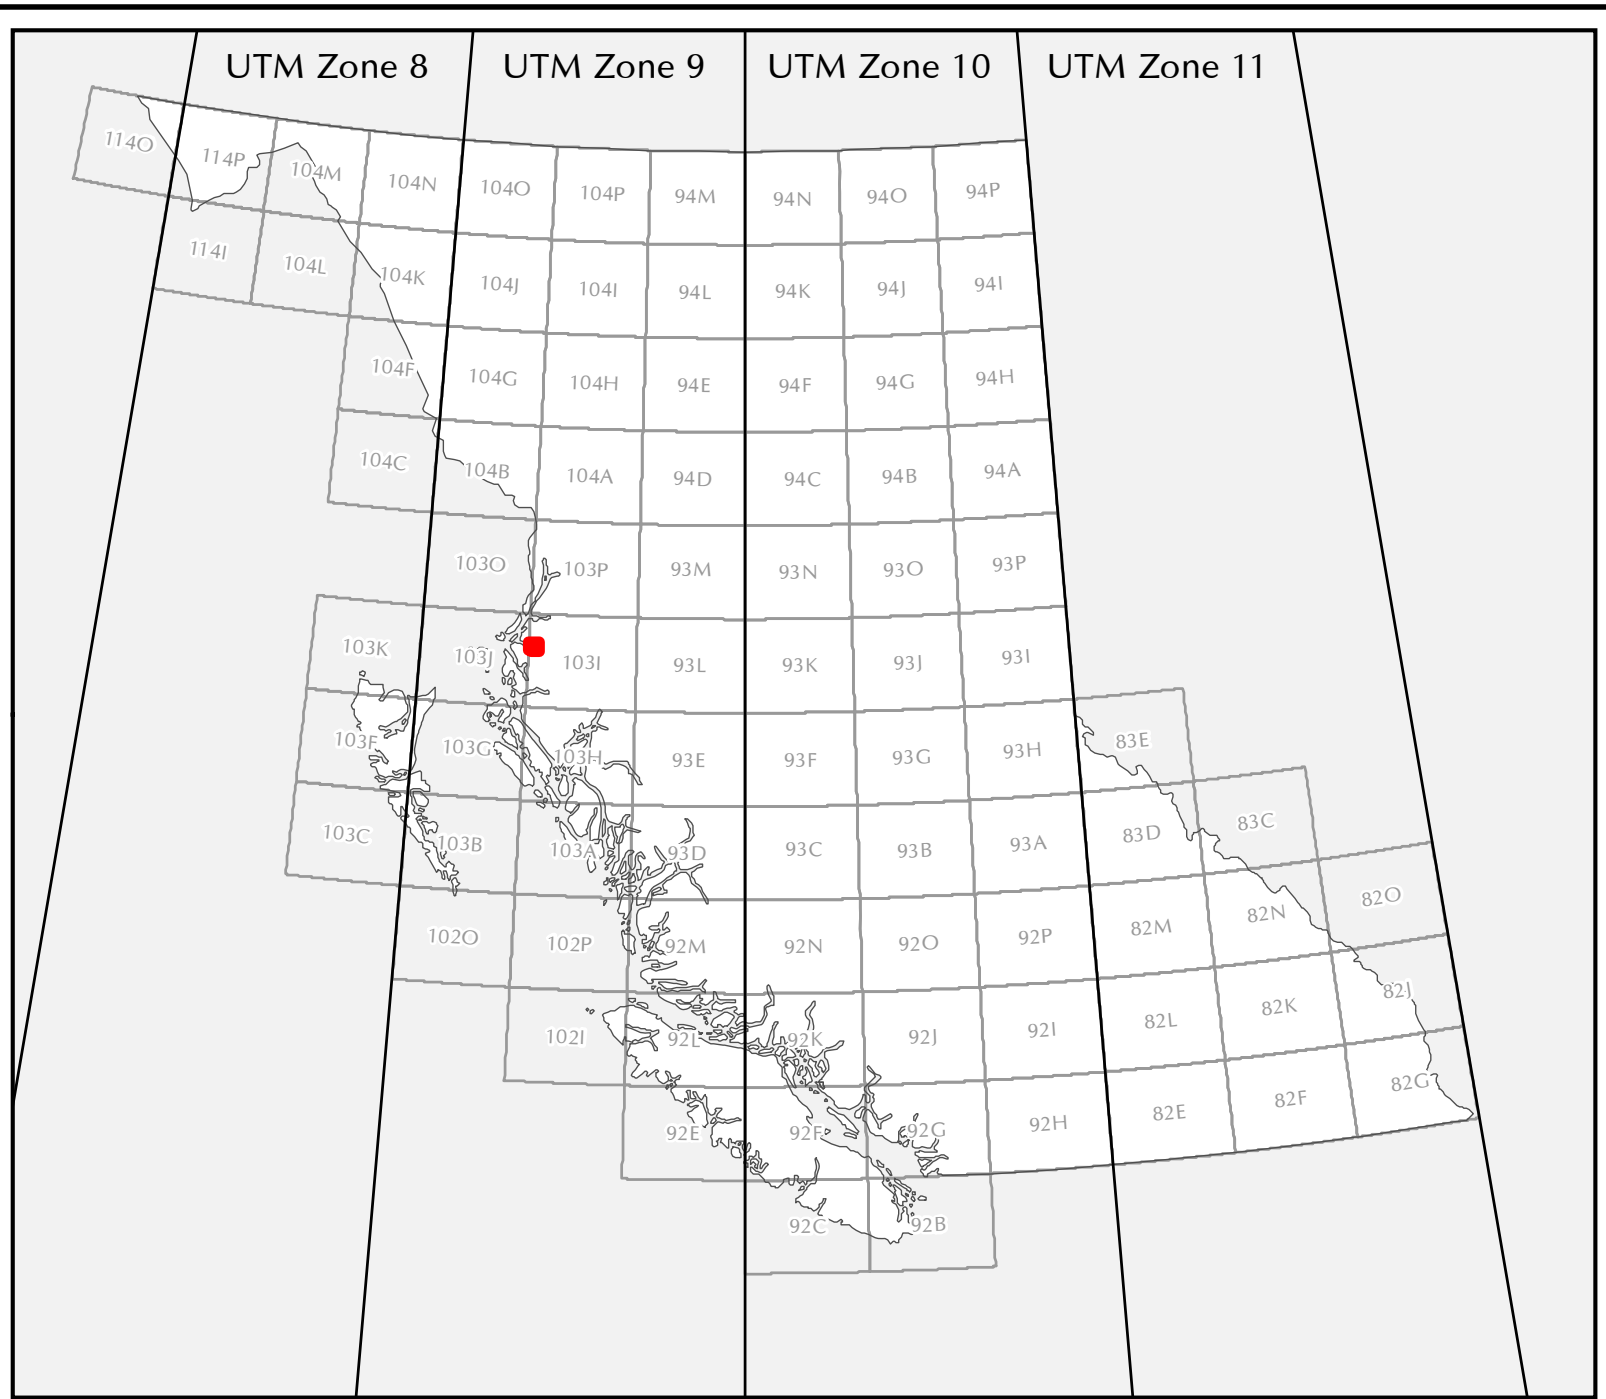 UTM Zone 8 UTM Zone 9 UTM Zone 10 UTM Zone 11
114O 114P 104M 104N 104O 104P 94M 94N 94O 94P
114I 104L 104K 104J 104I 94L 94K 94J 94I
104F 104G 104H 94E 94F 94G 94H
104C 104B 104A 94D 94C 94B 94A
103O 103P 93M 93N 93O 93P
103K 103J 103I 93L 93K 93J 93I
103F 103G 103H 93E 93F 93G 93H 83E
103C 103B 103A 93D 93C 93B 93A 83D 83C
102O 102P 92M 92N 92O 92P 82M 82N 82O
102I 92L 92K 92J 92I 82L 82K 82J
92E 92F 92G 92H 82E 82F 82G
92C 92B